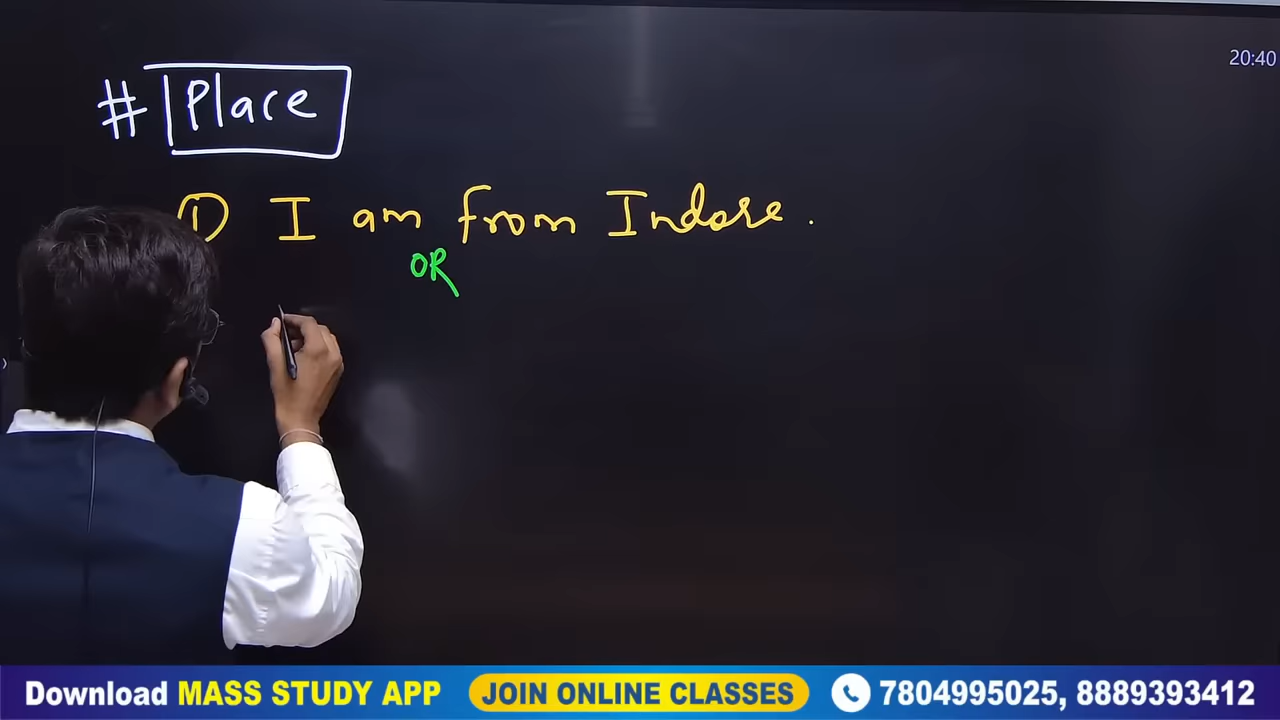 20:40
# Place
① I am from Indore.
OR
Download MASS STUDY APP JOIN ONLINE CLASSES 7804995025, 8889393412